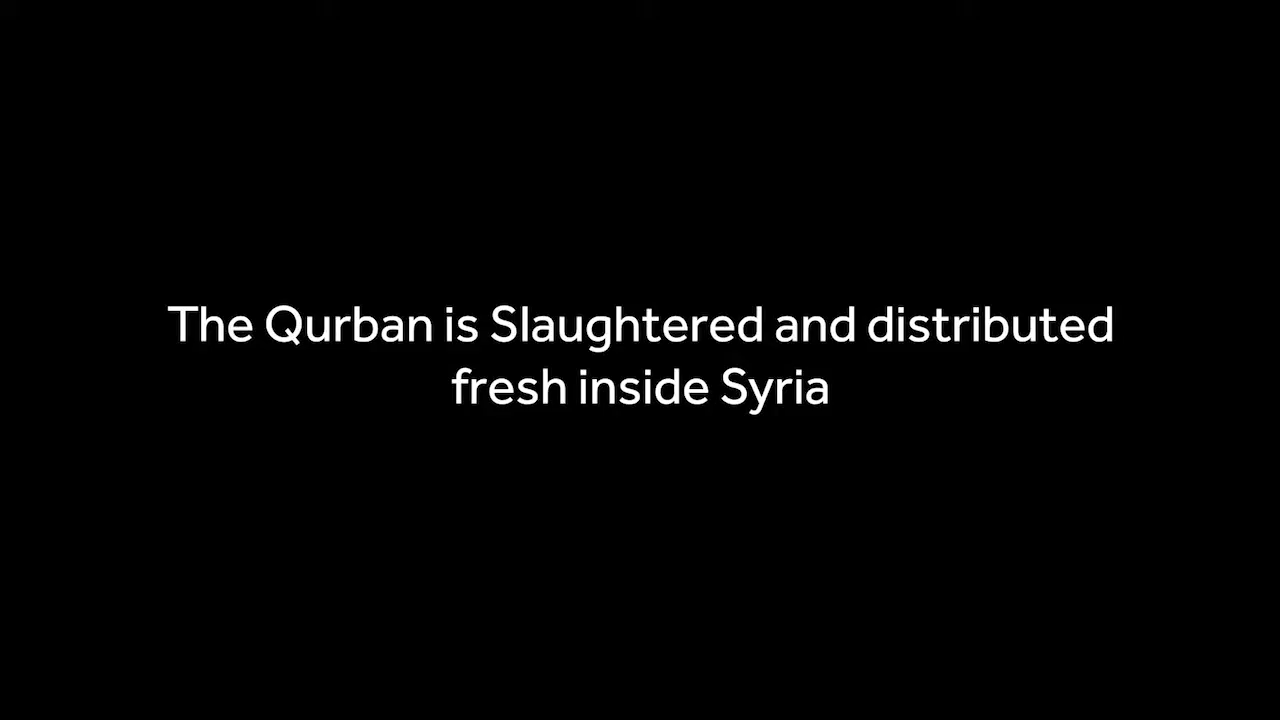 The Qurban is Slaughtered and distributed
fresh inside Syria